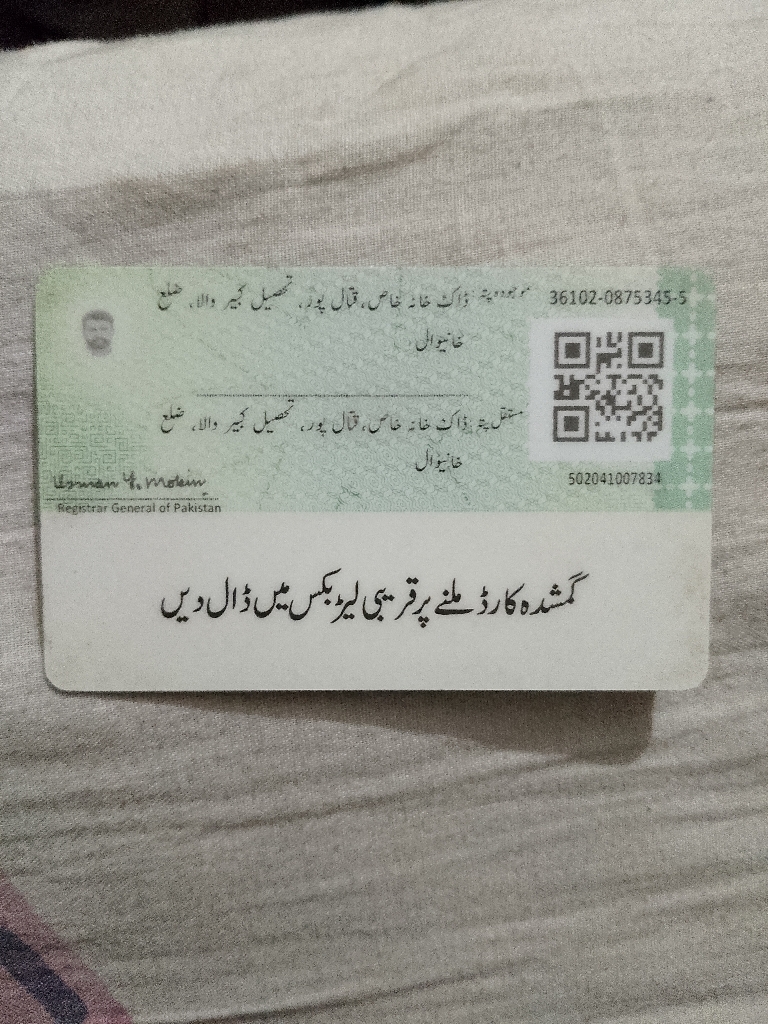 موجودہ پتہ: ڈاک خانہ خاص، قتال پور، تحصیل کبیر والا، ضلع
خانیوال
36102-0875345-5
مستقل پتہ: ڈاک خانہ خاص، قتال پور، تحصیل کبیر والا، ضلع
خانیوال
502041007834
Usman Y. Mobin
Registrar General of Pakistan
گمشدہ کارڈ ملنے پر قریبی لیٹر بکس میں ڈال دیں